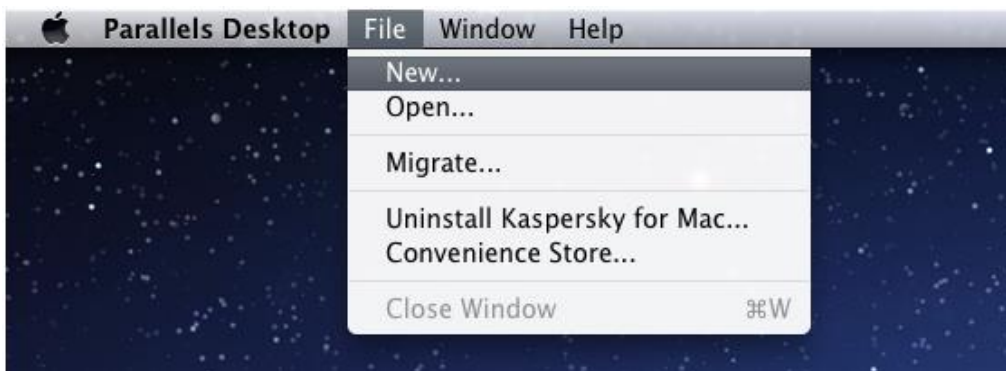 Parallels Desktop File Window Help
New...
Open...
Migrate...
Uninstall Kaspersky for Mac...
Convenience Store...
Close Window ⌘W